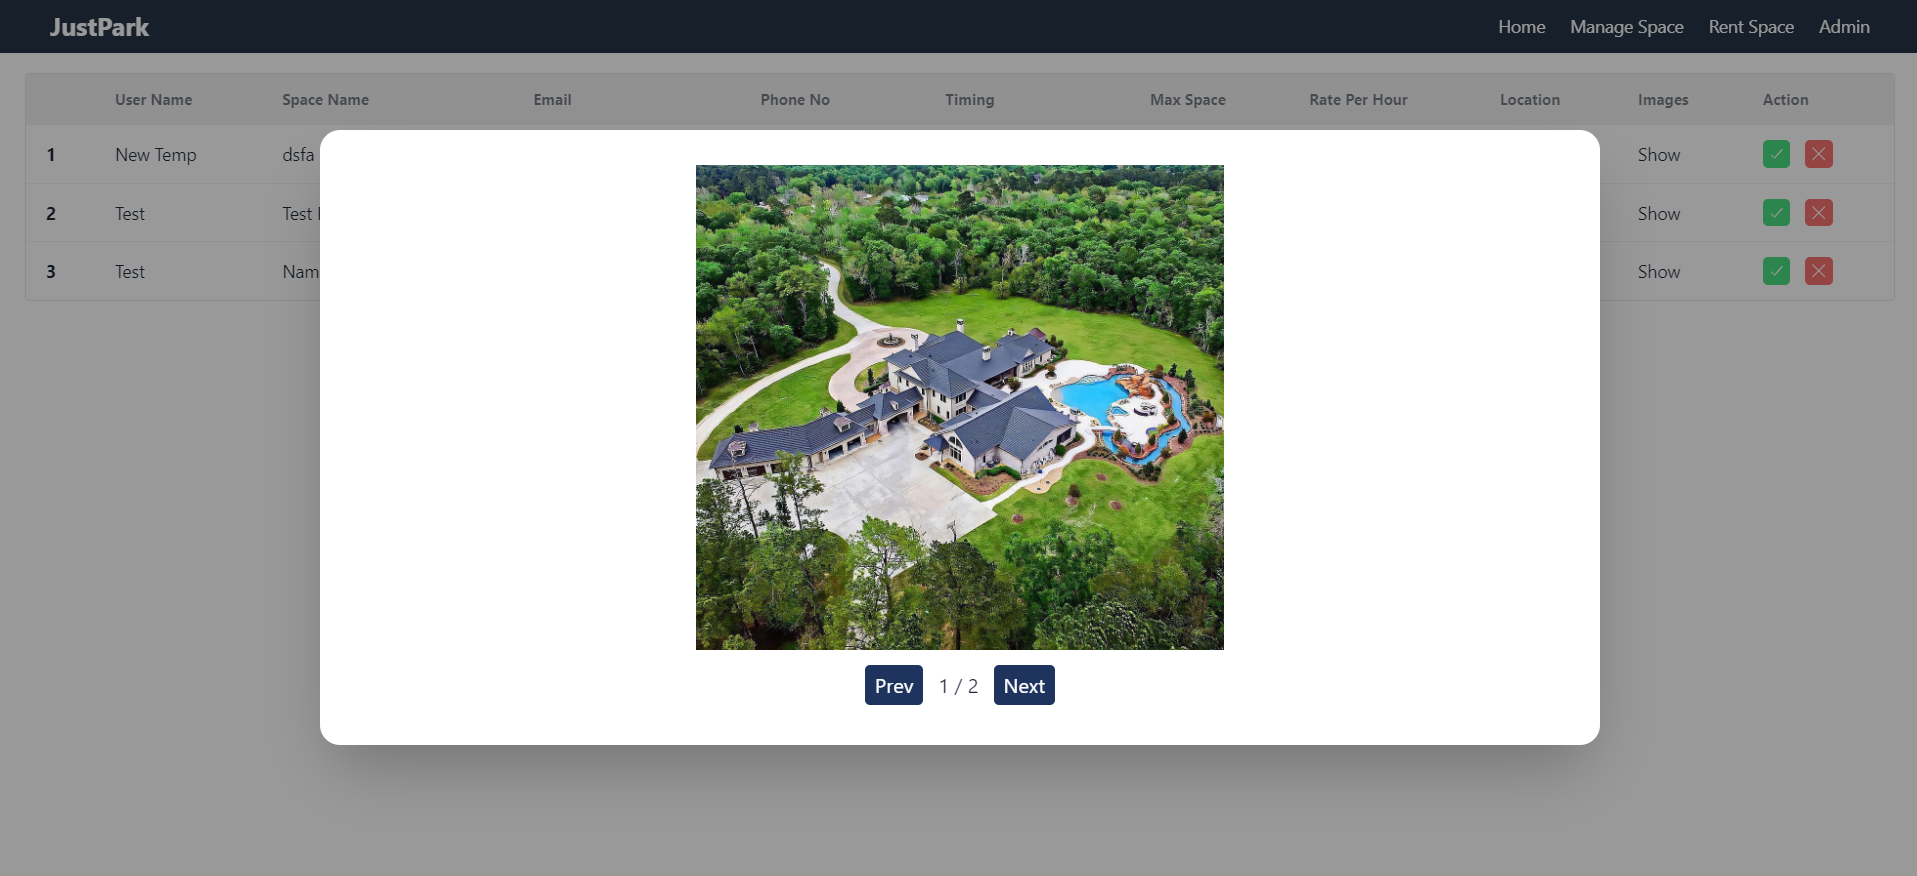 JustPark Home Manage Space Rent Space Admin
User Name Space Name Email Phone No Timing Max Space Rate Per Hour Location Images Action
1 New Temp dsfa Show
2 Test Test Show
3 Test Nam Show
Prev 1 / 2 Next